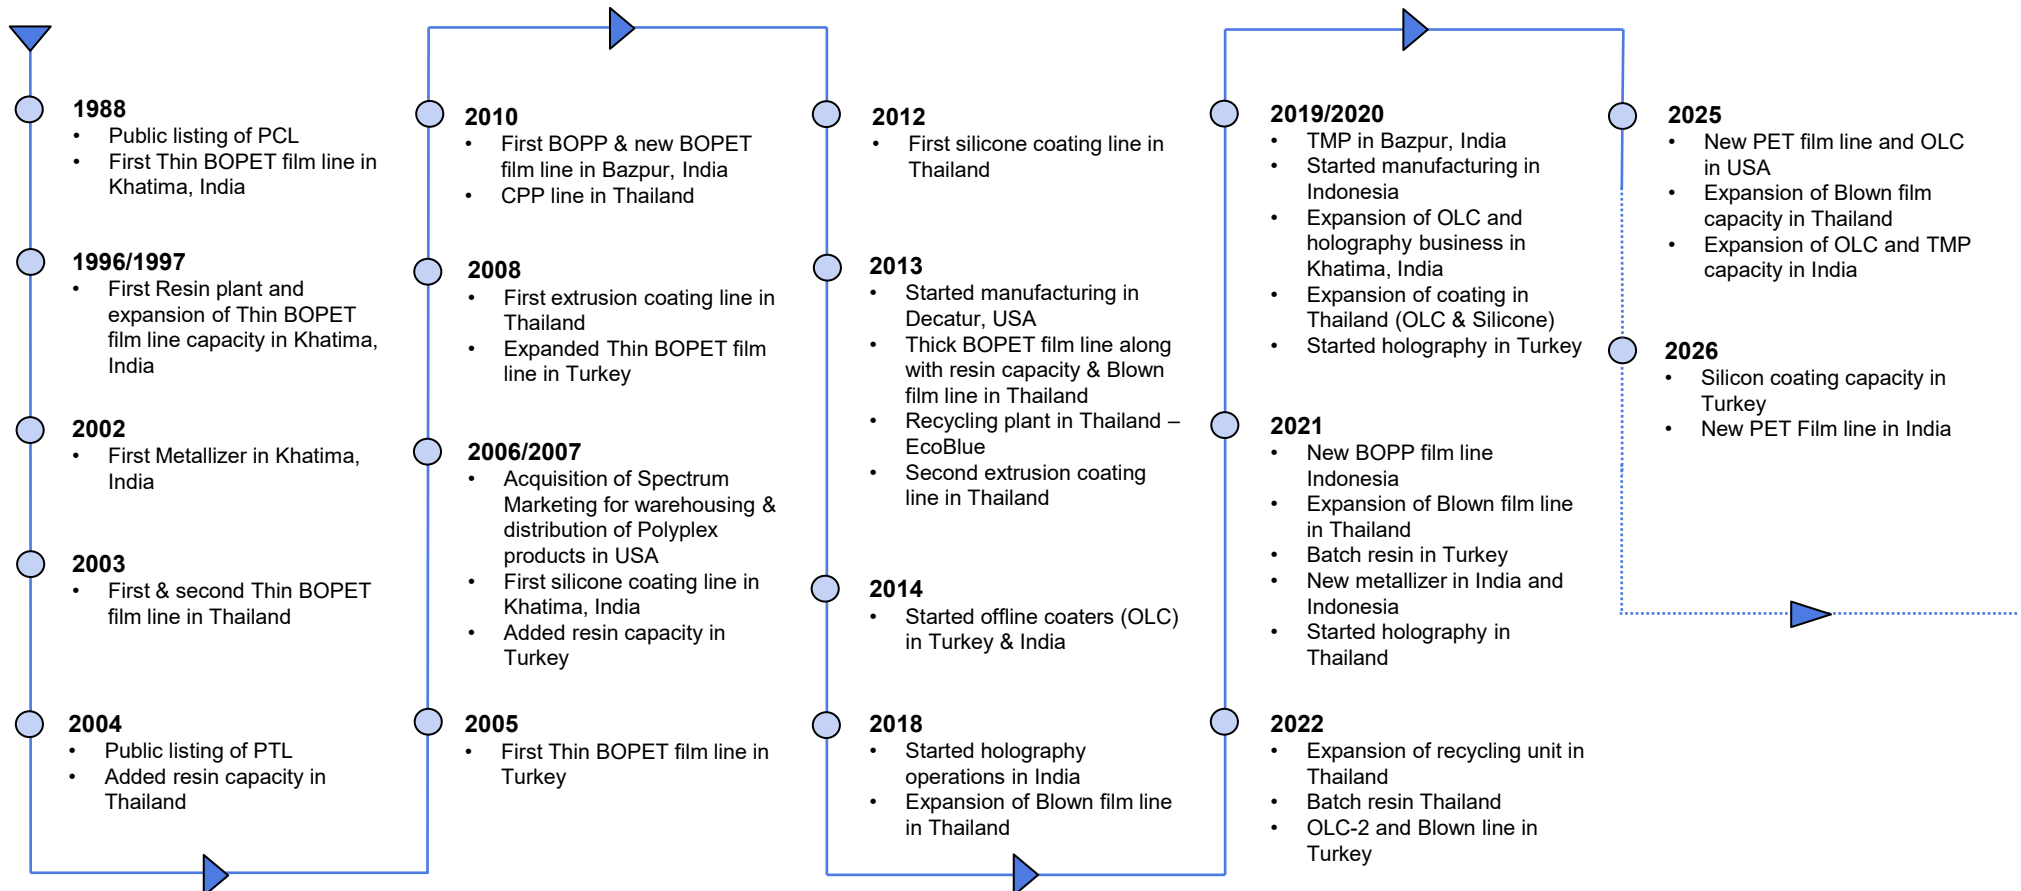 1988
• Public listing of PCL
• First Thin BOPET film line in
Khatima, India
1996/1997
• First Resin plant and
expansion of Thin BOPET
film line capacity in Khatima,
India
2002
• First Metallizer in Khatima,
India
2003
• First & second Thin BOPET
film line in Thailand
2004
• Public listing of PTL
• Added resin capacity in
Thailand
2005
• First Thin BOPET film line in
Turkey
2006/2007
• Acquisition of Spectrum
Marketing for warehousing &
distribution of Polyplex
products in USA
• First silicone coating line in
Khatima, India
• Added resin capacity in
Turkey
2008
• First extrusion coating line in
Thailand
• Expanded Thin BOPET film
line in Turkey
2010
• First BOPP & new BOPET
film line in Bazpur, India
• CPP line in Thailand
2012
• First silicone coating line in
Thailand
2013
• Started manufacturing in
Decatur, USA
• Thick BOPET film line along
with resin capacity & Blown
film line in Thailand
• Recycling plant in Thailand –
EcoBlue
• Second extrusion coating
line in Thailand
2014
• Started offline coaters (OLC)
in Turkey & India
2018
• Started holography
operations in India
• Expansion of Blown film line
in Thailand
2019/2020
• TMP in Bazpur, India
• Started manufacturing in
Indonesia
• Expansion of OLC and
holography business in
Khatima, India
• Expansion of coating in
Thailand (OLC & Silicone)
• Started holography in Turkey
2021
• New BOPP film line
Indonesia
• Expansion of Blown film line
in Thailand
• Batch resin in Turkey
• New metallizer in India and
Indonesia
• Started holography in
Thailand
2022
• Expansion of recycling unit in
Thailand
• Batch resin Thailand
• OLC-2 and Blown line in
Turkey
2025
• New PET film line and OLC
in USA
• Expansion of Blown film
capacity in Thailand
• Expansion of OLC and TMP
capacity in India
2026
• Silicon coating capacity in
Turkey
• New PET Film line in India